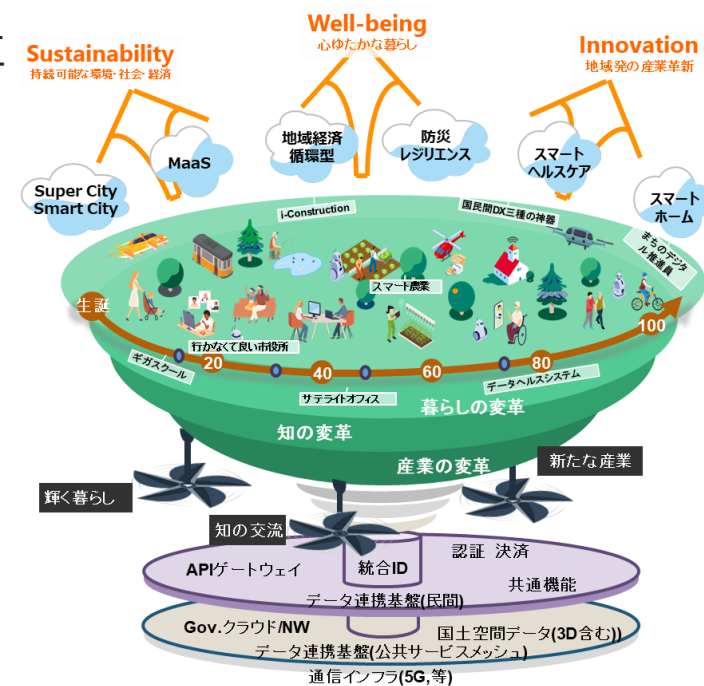 Well-being
心ゆたかな暮らし
Sustainability
持続可能な環境・社会・経済
Innovation
地域発の産業革新
地域経済
循環型
防災
レジリエンス
MaaS
スマート
ヘルスケア
Super City
Smart City
スマート
ホーム
i-Construction
国民間DX三種の神器
まちのデジタル推進員
スマート農業
生誕
行かなくて良い市役所
ギガスクール
20
40
60
80
100
サテライトオフィス
データヘルスシステム
暮らしの変革
知の変革
産業の変革
新たな産業
輝く暮らし
知の交流
認証 決済
APIゲートウェイ
統合ID
共通機能
データ連携基盤(民間)
Gov.クラウド/NW
国土空間データ(3D含む))
データ連携基盤(公共サービスメッシュ)
通信インフラ(5G,等)